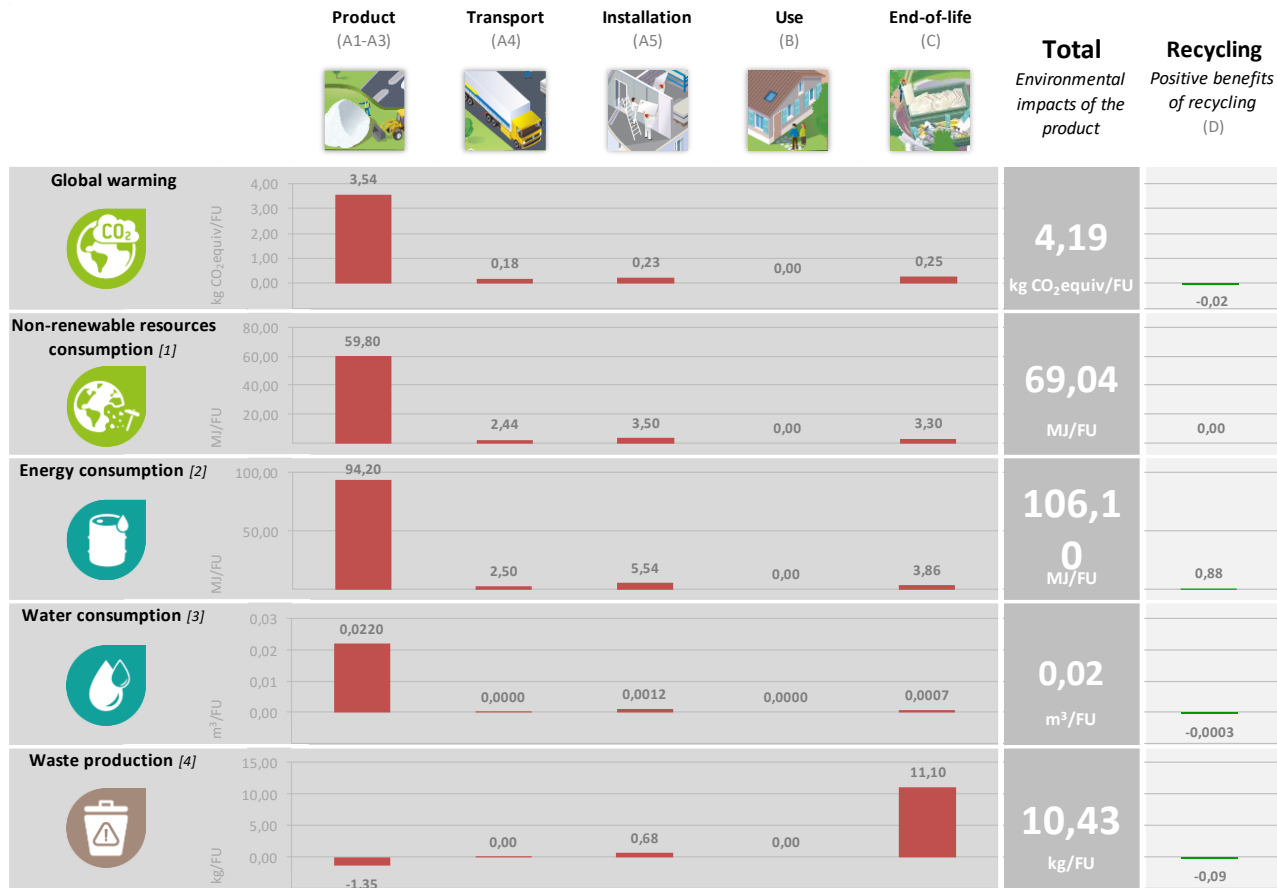 Product
(A1-A3)
Transport
(A4)
Installation
(A5)
Use
(B)
End-of-life
(C)
Total
Environmental
impacts of the
product
Recycling
Positive benefits
of recycling
(D)
Global warming
CO₂
kg CO₂equiv/FU
4,00
3,00
2,00
1,00
0,00
3,54
0,18
0,23
0,00
0,25
4,19
kg CO₂equiv/FU
-0,02
Non-renewable resources
consumption [1]
MJ/FU
80,00
60,00
40,00
20,00
59,80
2,44
3,50
0,00
3,30
69,04
MJ/FU
0,00
Energy consumption [2]
MJ/FU
100,00
50,00
94,20
2,50
5,54
0,00
3,86
106,1
0
MJ/FU
0,88
Water consumption [3]
m³/FU
0,03
0,02
0,01
0,00
0,0220
0,0000
0,0012
0,0000
0,0007
0,02
m³/FU
-0,0003
Waste production [4]
kg/FU
15,00
10,00
5,00
0,00
-1,35
0,00
0,68
0,00
11,10
10,43
kg/FU
-0,09